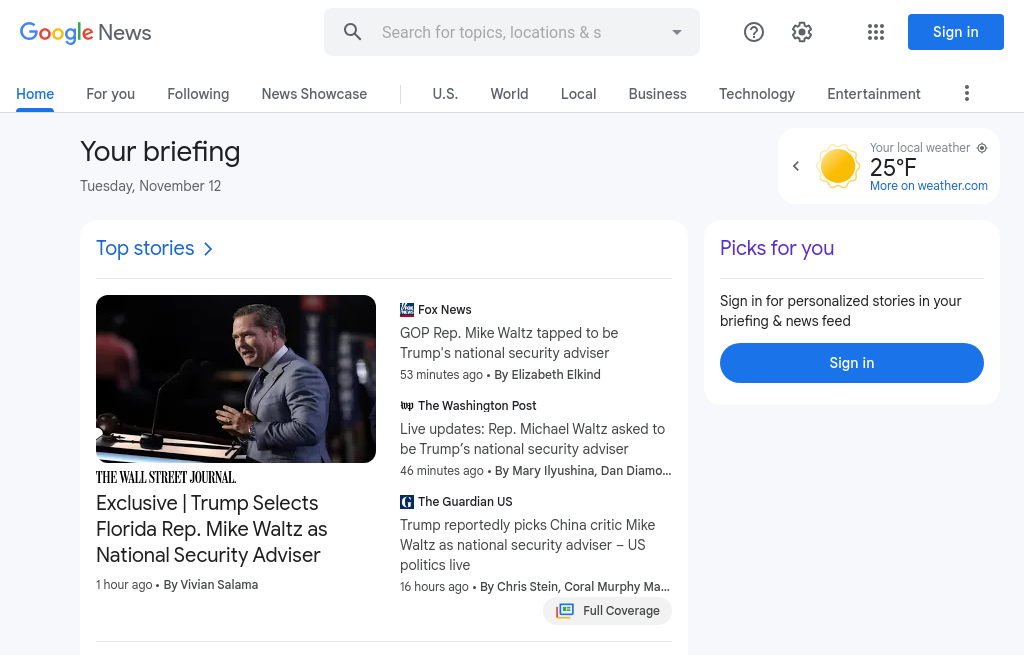 Google News
Search for topics, locations & s
Sign in
Home
For you
Following
News Showcase
U.S.
World
Local
Business
Technology
Entertainment
Your briefing
Tuesday, November 12
Your local weather
25°F
More on weather.com
Top stories
THE WALL STREET JOURNAL.
Exclusive | Trump Selects
Florida Rep. Mike Waltz as
National Security Adviser
1 hour ago • By Vivian Salama
Fox News
GOP Rep. Mike Waltz tapped to be
Trump's national security adviser
53 minutes ago • By Elizabeth Elkind
The Washington Post
Live updates: Rep. Michael Waltz asked to
be Trump’s national security adviser
46 minutes ago • By Mary Ilyushina, Dan Diamo...
The Guardian US
Trump reportedly picks China critic Mike
Waltz as national security adviser – US
politics live
16 hours ago • By Chris Stein, Coral Murphy Ma...
Full Coverage
Picks for you
Sign in for personalized stories in your
briefing & news feed
Sign in